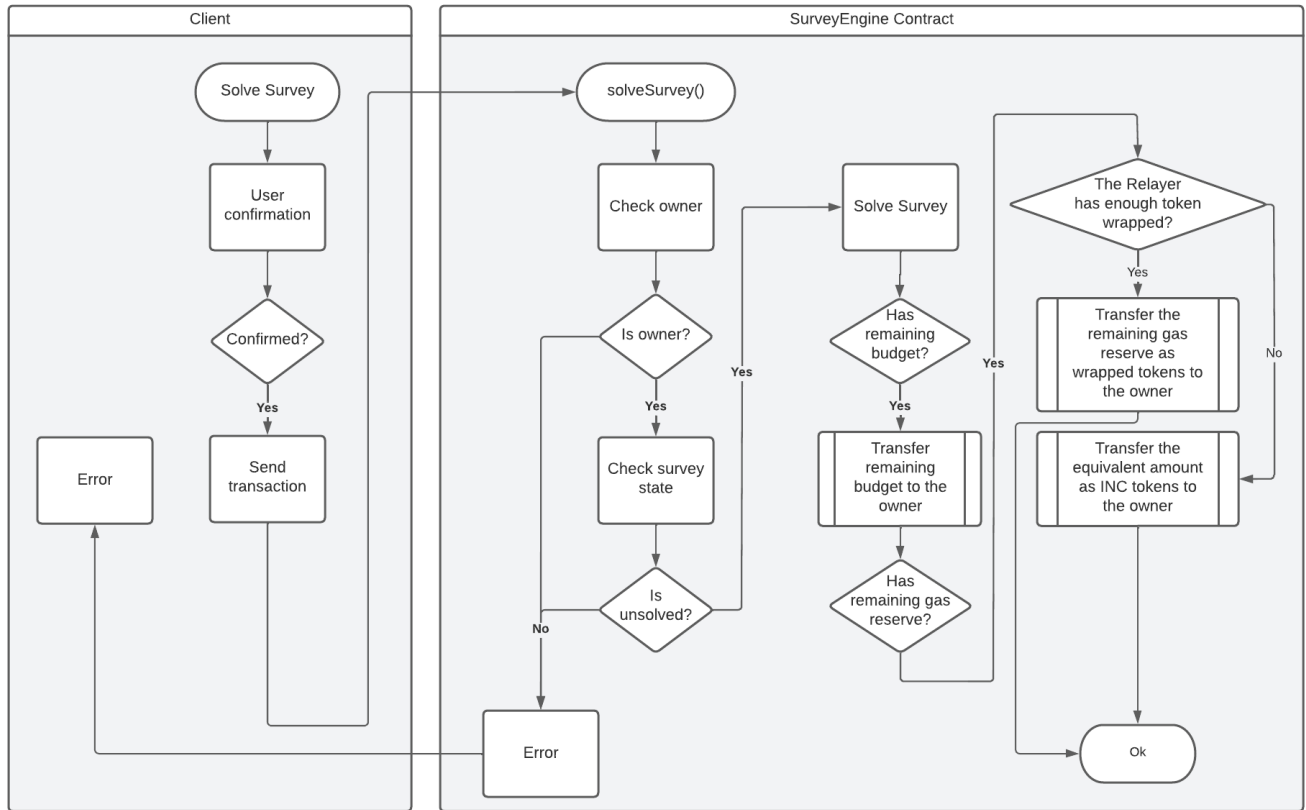 Client
SurveyEngine Contract
Solve Survey
User
confirmation
Confirmed?
Yes
Send
transaction
Error
solveSurvey()
Check owner
Is owner?
Yes
Check survey
state
Is
unsolved?
No
Error
Yes
Solve Survey
Has
remaining
budget?
Yes
Transfer
remaining
budget to the
owner
Has
remaining gas
reserve?
Yes
The Relayer
has enough token
wrapped?
Yes
No
Transfer the
remaining gas
reserve as
wrapped tokens to
the owner
Transfer the
equivalent amount
as INC tokens to
the owner
Ok